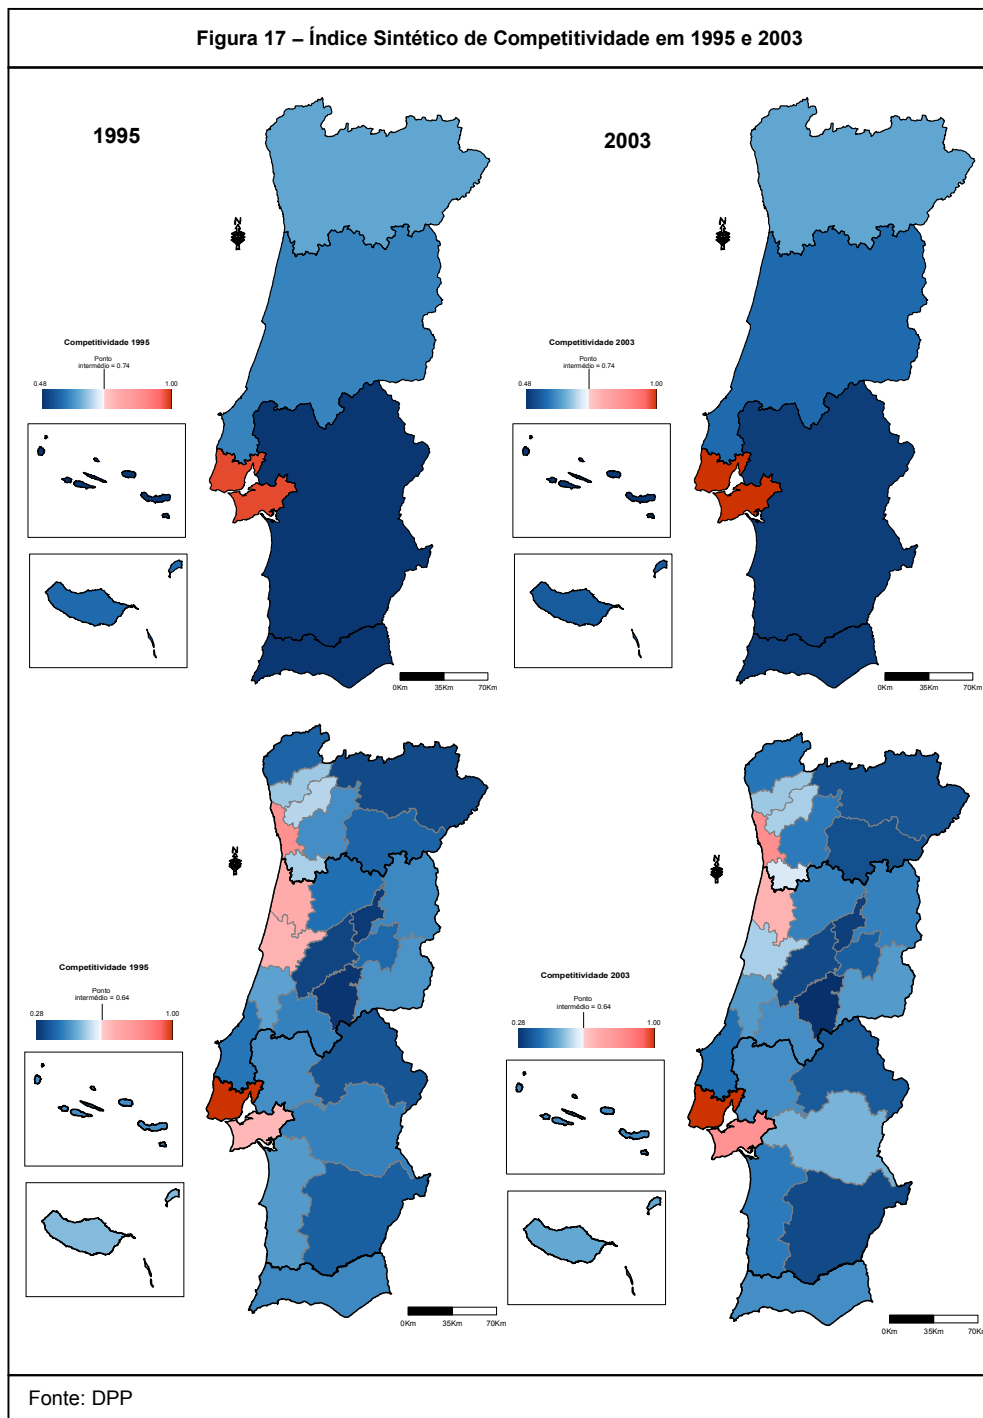 Figura 17 – Índice Sintético de Competitividade em 1995 e 2003
1995
2003
N
N
Competitividade 1995
Ponto
intermédio = 0.74
0.48
1.00
Competitividade 2003
Ponto
intermédio = 0.74
0.48
1.00
0Km 35Km 70Km
0Km 35Km 70Km
N
N
Competitividade 1995
Ponto
intermédio = 0.64
0.28
1.00
Competitividade 2003
Ponto
intermédio = 0.64
0.28
1.00
0Km 35Km 70Km
0Km 35Km 70Km
Fonte: DPP